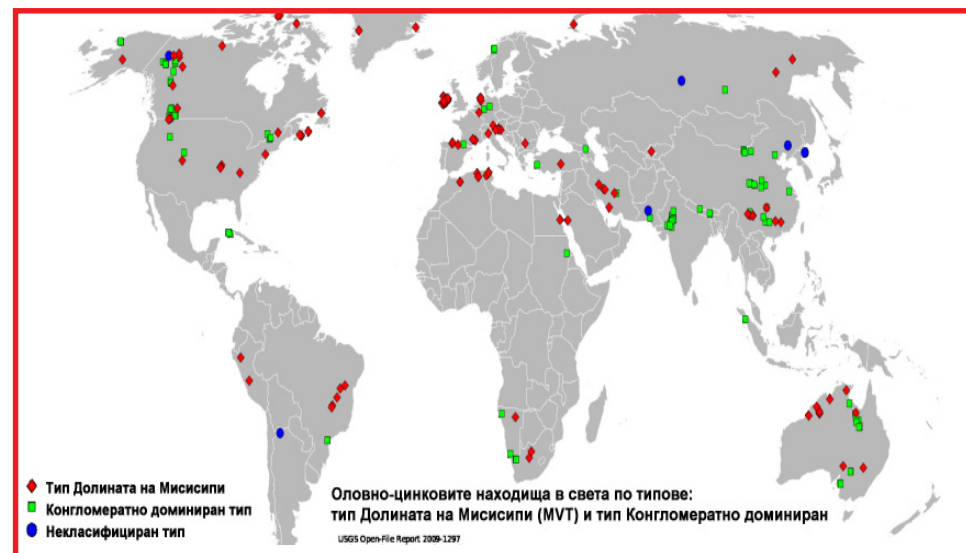 Тип Долината на Мисисипи
Конгломератно доминиран тип
Некласифициран тип
Оловно-цинковите находища в света по типове:
тип Долината на Мисисипи (MVT) и тип Конгломератно доминиран
USGS Open-File Report 2009-1297